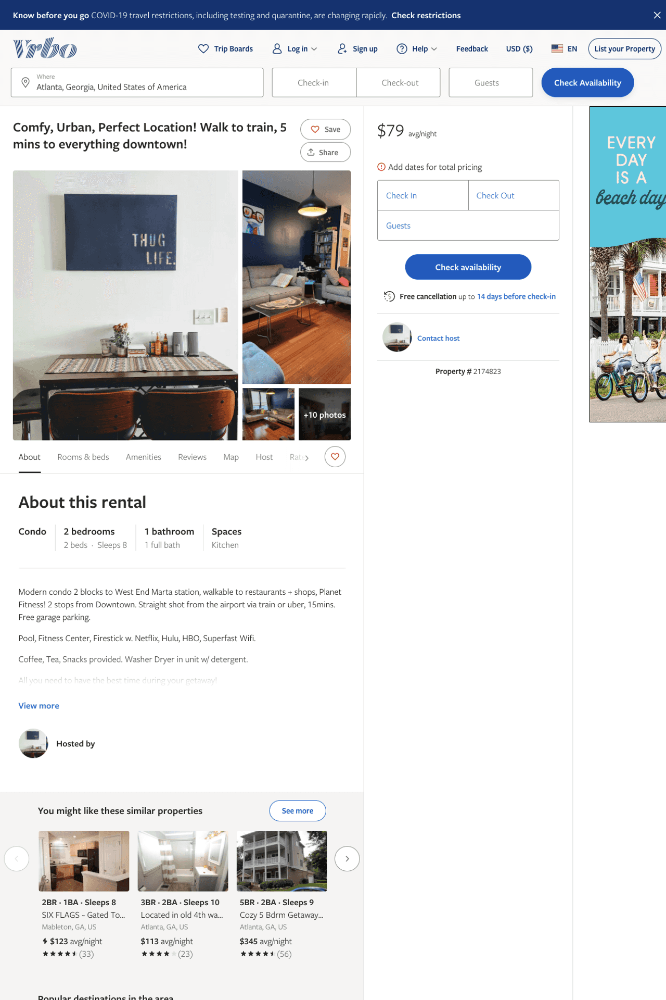 Know before you go COVID-19 travel restrictions, including testing and quarantine, are changing rapidly. Check restrictions
Vrbo
Trip Boards
Log in
Sign up
Help
Feedback
USD ($)
EN
List your Property
Where
Atlanta, Georgia, United States of America
Check-in
Check-out
Guests
Check Availability
Comfy, Urban, Perfect Location! Walk to train, 5
mins to everything downtown!
Save
Share
THUG
LIFE.
+10 photos
$79 avg/night
Add dates for total pricing
Check In
Check Out
Guests
Check availability
Free cancellation up to 14 days before check-in
Contact host
Property # 2174823
EVERY
DAY
IS A
beach day
About
Rooms & beds
Amenities
Reviews
Map
Host
About this rental
Condo
2 bedrooms
2 beds · Sleeps 8
1 bathroom
1 full bath
Spaces
Kitchen
Modern condo 2 blocks to West End Marta station, walkable to restaurants + shops, Planet
Fitness! 2 stops from Downtown. Straight shot from the airport via train or uber, 15mins.
Free garage parking.
Pool, Fitness Center, Firestick w. Netflix, Hulu, HBO, Superfast Wifi.
Coffee, Tea, Snacks provided. Washer Dryer in unit w/ detergent.
All you need to have the best time during your getaway!
View more
Hosted by
You might like these similar properties
See more
2BR · 1BA · Sleeps 8
SIX FLAGS ~ Gated To...
Mableton, GA, US
$123 avg/night
(33)
3BR · 2BA · Sleeps 10
Located in old 4th wa...
Atlanta, GA, US
$113 avg/night
(23)
5BR · 2BA · Sleeps 9
Cozy 5 Bdrm Getaway...
Atlanta, GA, US
$345 avg/night
(56)
Popular destinations in the area